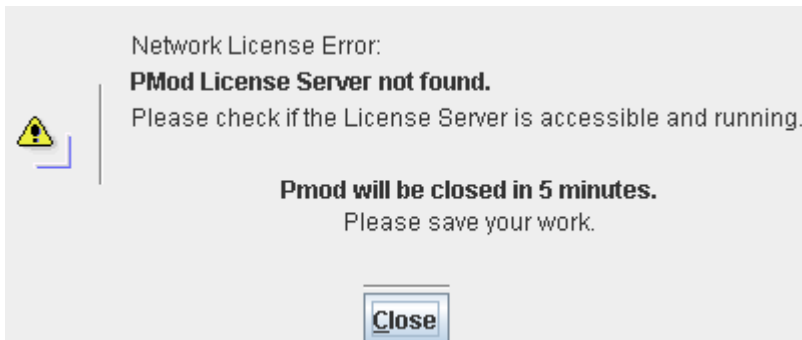 Network License Error:
PMod License Server not found.
Please check if the License Server is accessible and running.
Pmod will be closed in 5 minutes.
Please save your work.
Close